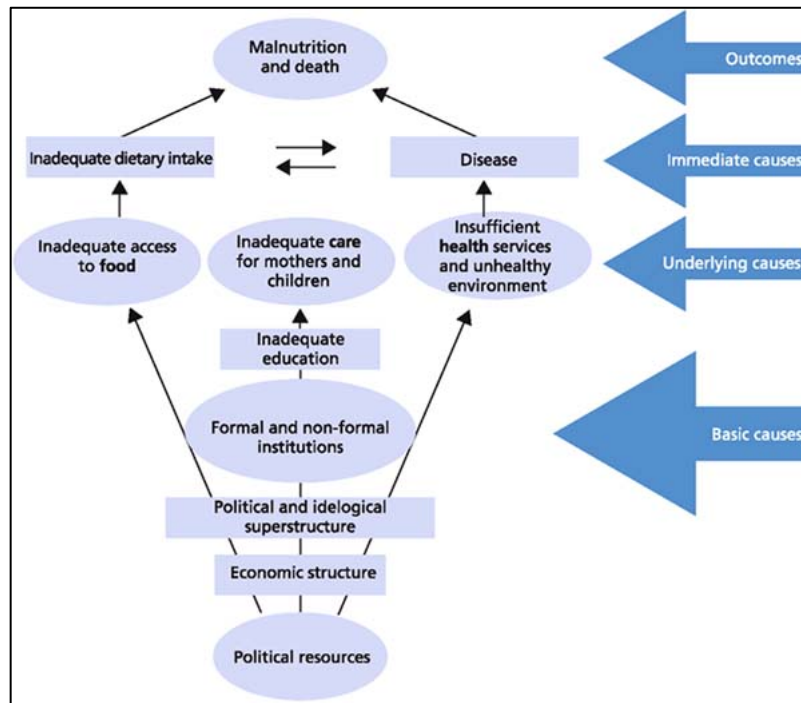 Malnutrition
and death
Outcomes
Inadequate dietary intake
Disease
Immediate causes
Inadequate access
to food
Inadequate care
for mothers and
children
Insufficient
health services
and unhealthy
environment
Underlying causes
Inadequate
education
Formal and non-formal
institutions
Basic causes
Political and idelogical
superstructure
Economic structure
Political resources